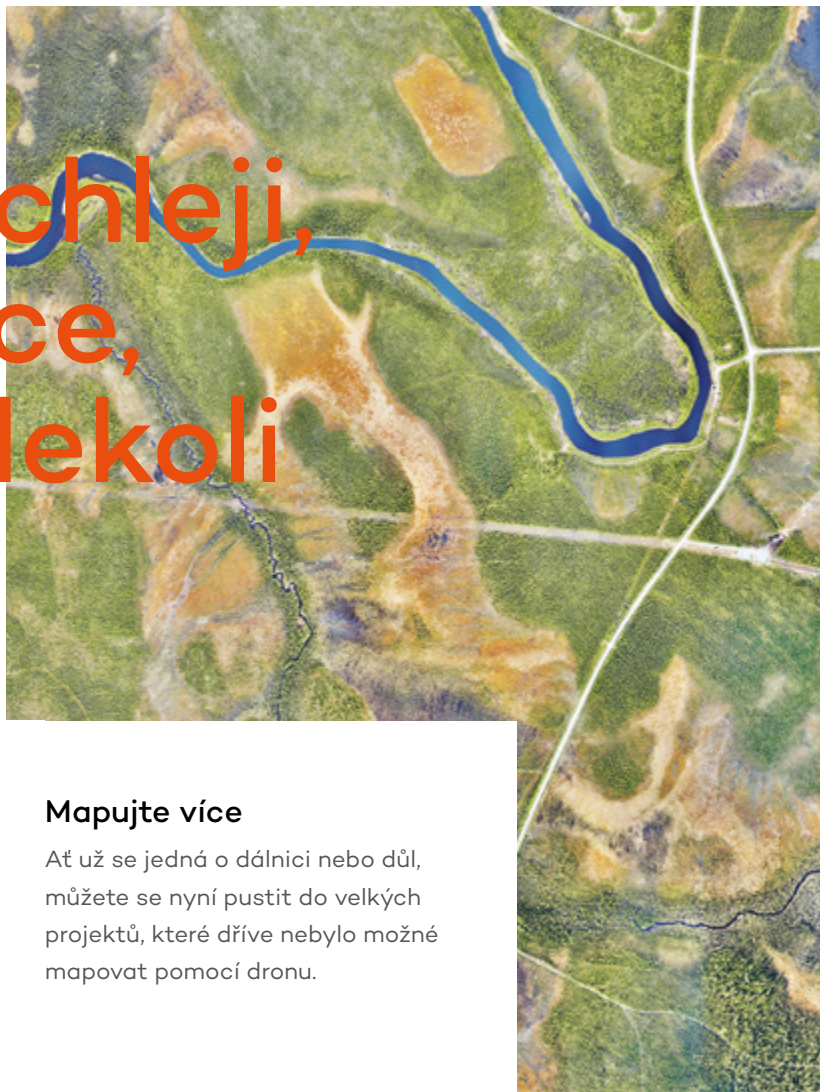 chleji,
ce,
lekoli
Mapujte více
Ať už se jedná o dálnici nebo důl,
můžete se nyní pustit do velkých
projektů, které dříve nebylo možné
mapovat pomocí dronu.